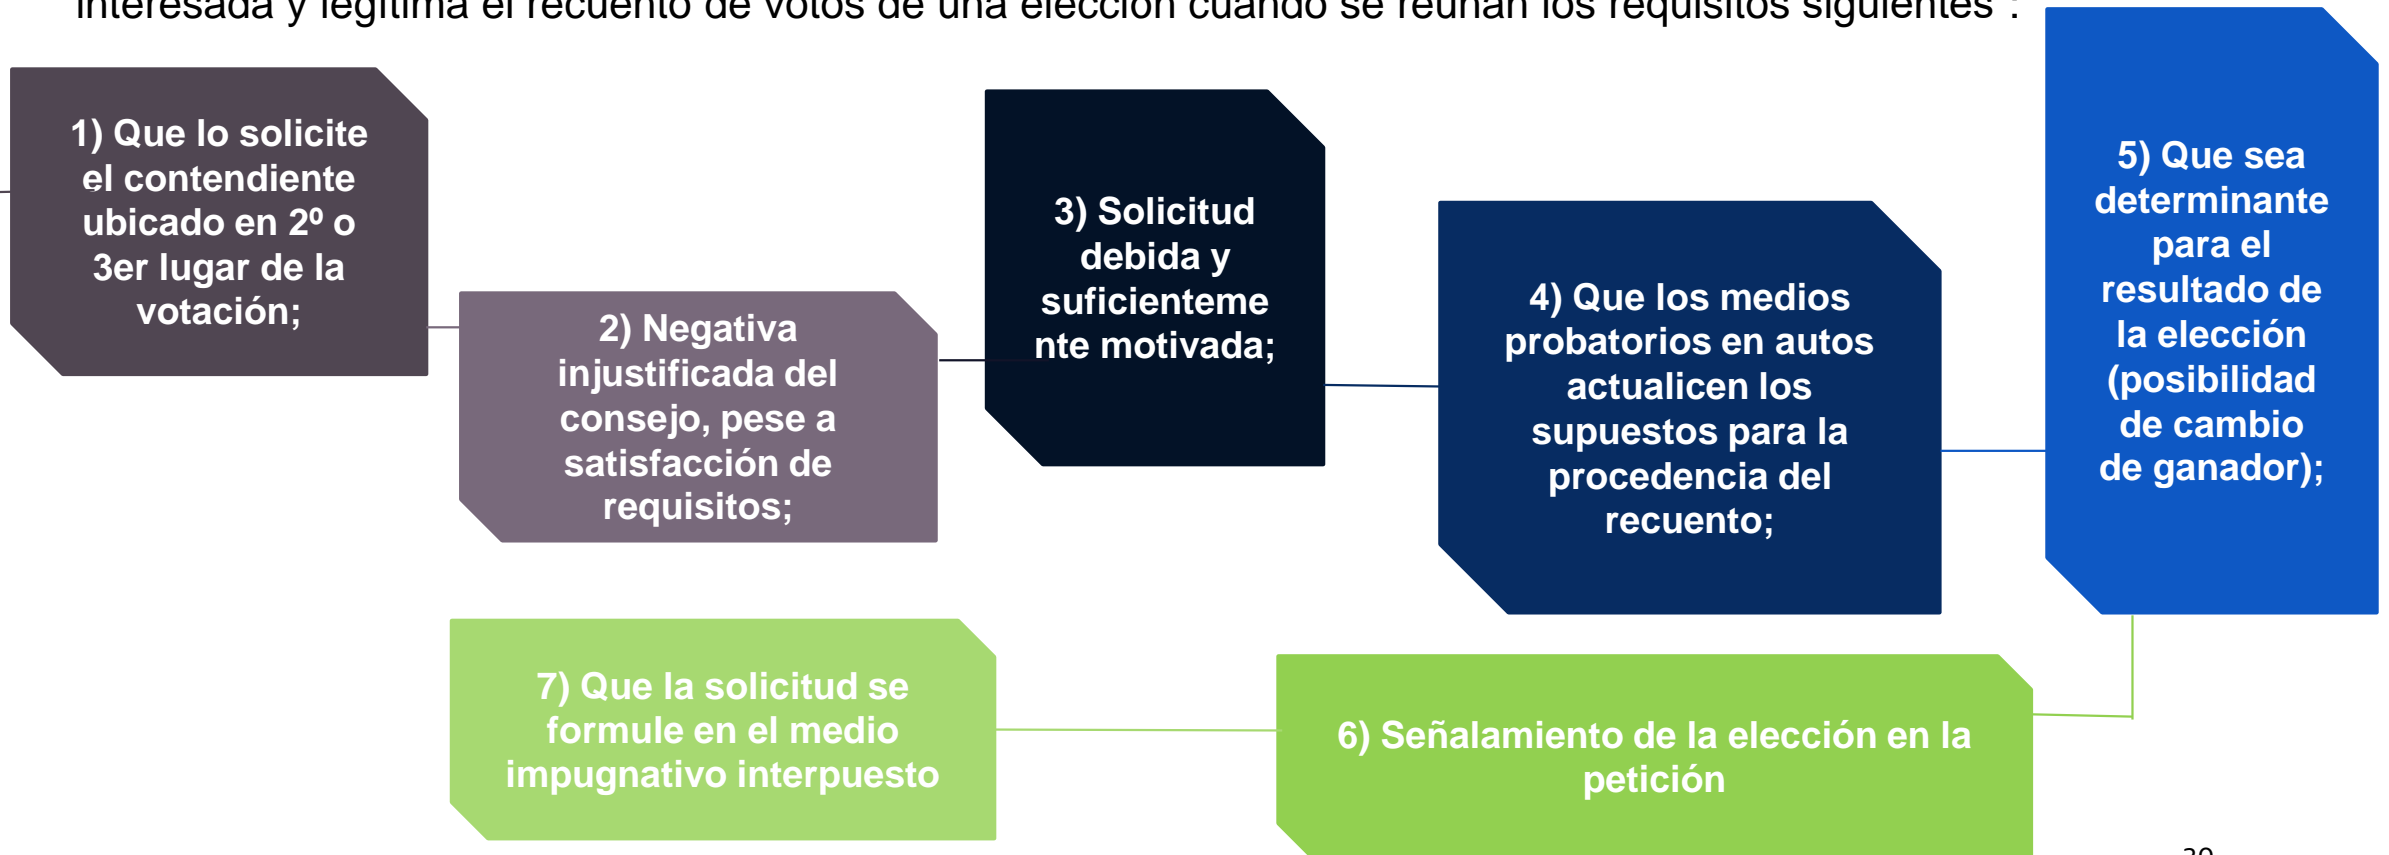 interesada y legítima el recuento de votos de una elección cuando se reúnan los requisitos siguientes :
1) Que lo solicite
el contendiente
ubicado en 2º o
3er lugar de la
votación;
2) Negativa
injustificada del
consejo, pese a
satisfacción de
requisitos;
3) Solicitud
debida y
suficienteme
nte motivada;
4) Que los medios
probatorios en autos
actualicen los
supuestos para la
procedencia del
recuento;
5) Que sea
determinante
para el
resultado de
la elección
(posibilidad
de cambio
de ganador);
6) Señalamiento de la elección en la
petición
7) Que la solicitud se
formule en el medio
impugnativo interpuesto